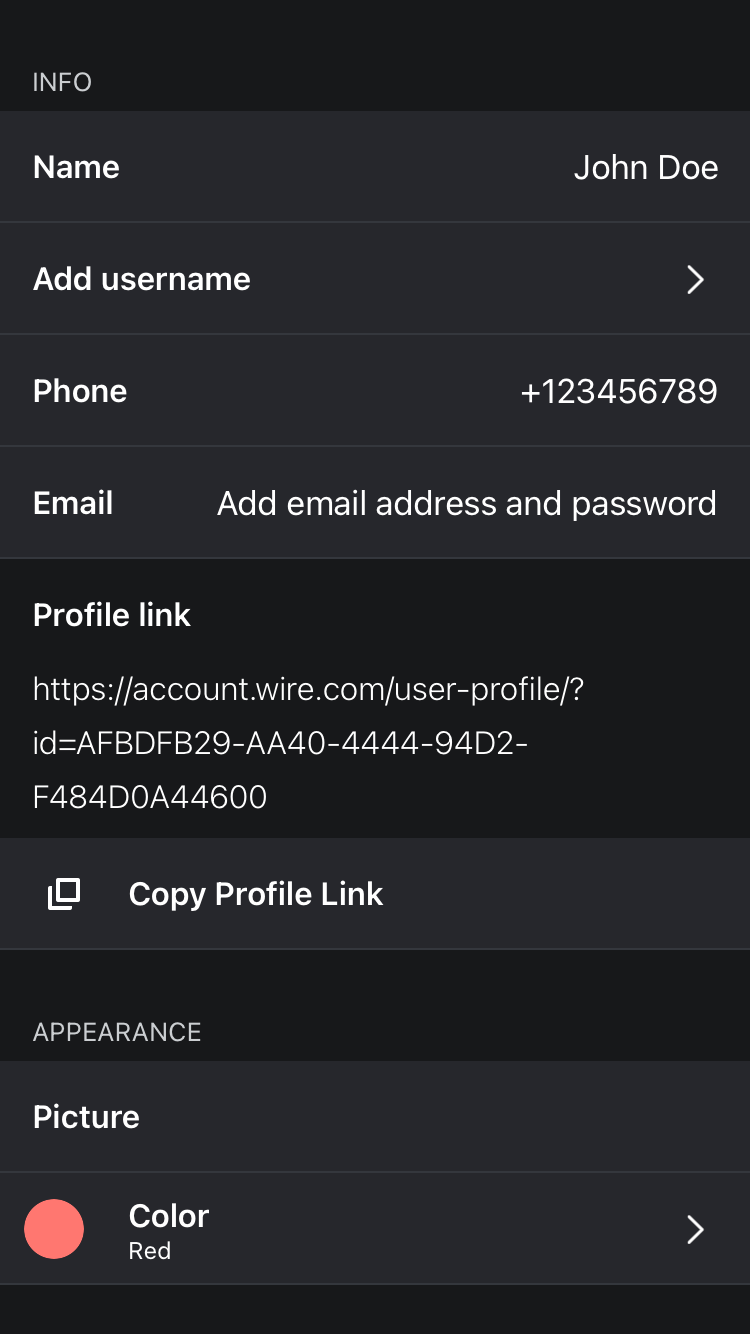 INFO
Name John Doe
Add username
Phone +123456789
Email Add email address and password
Profile link
https://account.wire.com/user-profile/?
id=AFBDFB29-AA40-4444-94D2-
F484D0A44600
Copy Profile Link
APPEARANCE
Picture
Color
Red